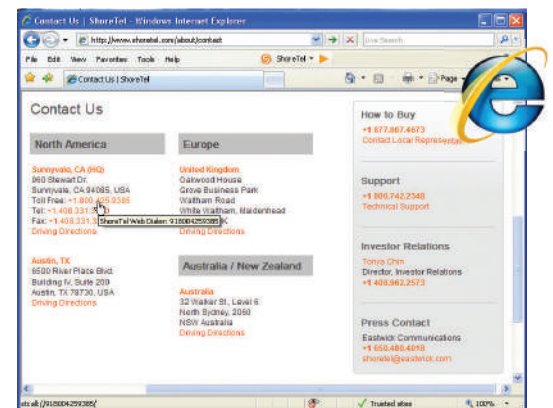 Contact Us | ShoreTel - Windows Internet Explorer
http://www.shoretel.com/about/contact
Live Search
File Edit View Favorites Tools Help
ShoreTel
Contact Us | ShoreTel
Page
Contact Us
North America
Sunnyvale, CA (HQ)
960 Stewart Dr.
Sunnyvale, CA 94085, USA
Toll Free: +1.800.425.9385
Tel: +1.408.331.3
Fax: +1.408.331.3
Driving Directions
Austin, TX
6500 River Place Blvd.
Building IV, Suite 200
Austin, TX 78730, USA
Driving Directions
Europe
United Kingdom
Oakwood House
Grove Business Park
Waltham Road
White Waltham, Maidenhead
ShoreTel Web Dialer: 918004259385
Driving Directions
Australia / New Zealand
Australia
32 Walker St., Level 6
North Sydney, 2060
NSW Australia
Driving Directions
How to Buy
+1 877.807.4673
Contact Local Representative
Support
+1 800.742.2348
Technical Support
Investor Relations
Tonya Chin
Director, Investor Relations
+1 408.962.2573
Press Contact
Eastwick Communications
+1 650.480.4018
shoretel@eastwick.com
stcall://918004259385/
Trusted sites
100%